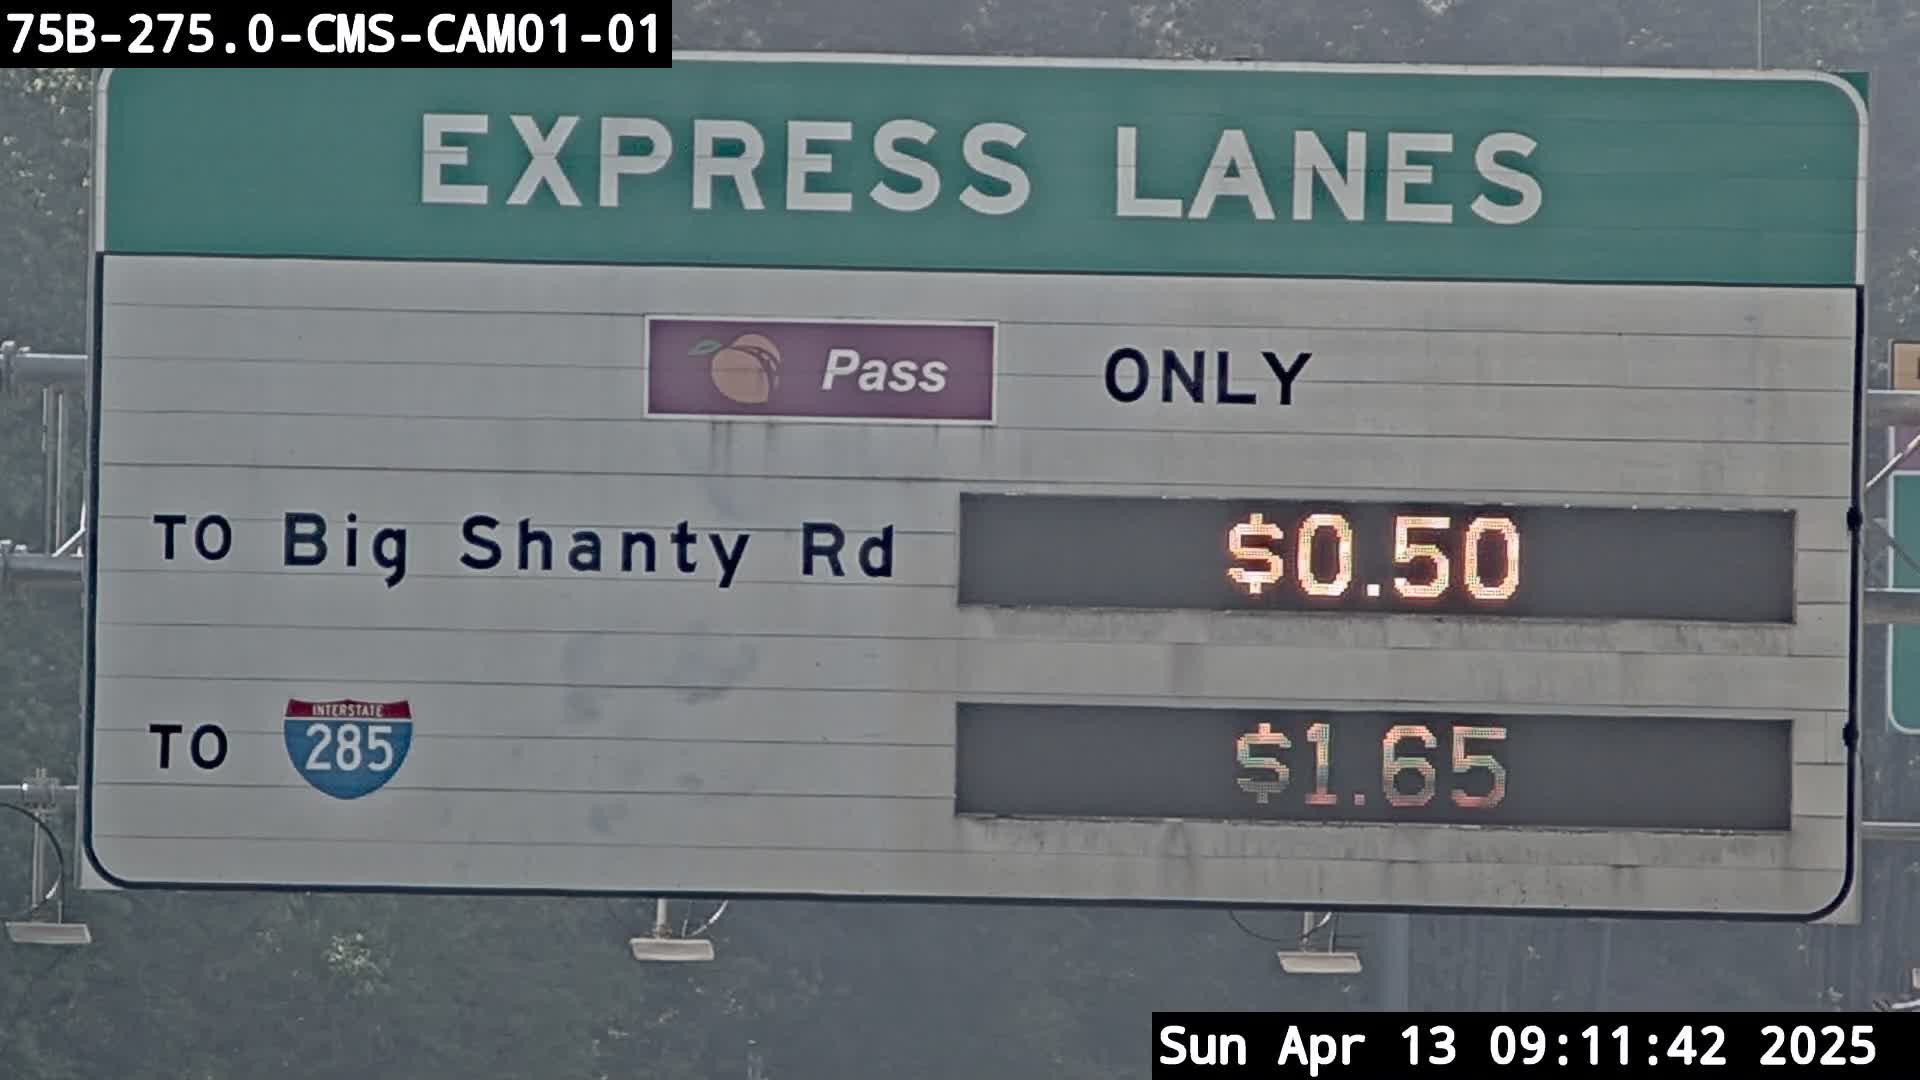 75B-275.0-CMS-CAM01-01
EXPRESS LANES
Pass ONLY
TO Big Shanty Rd $0.50
TO INTERSTATE 285 $1.65
Sun Apr 13 09:11:42 2025